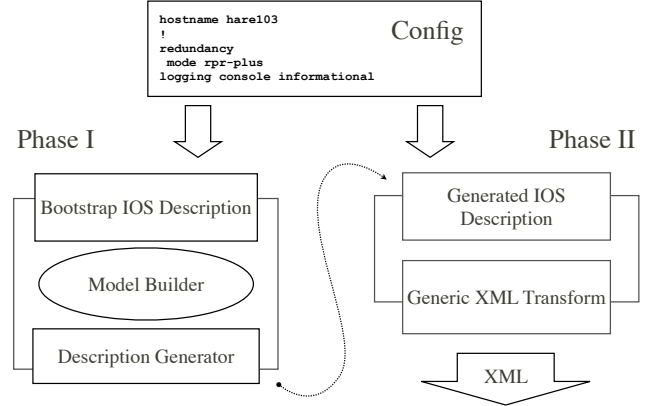 hostname hare103
!
redundancy
 mode rpr-plus
logging console informational
Config
Phase I
Phase II
Bootstrap IOS Description
Model Builder
Description Generator
Generated IOS
Description
Generic XML Transform
XML